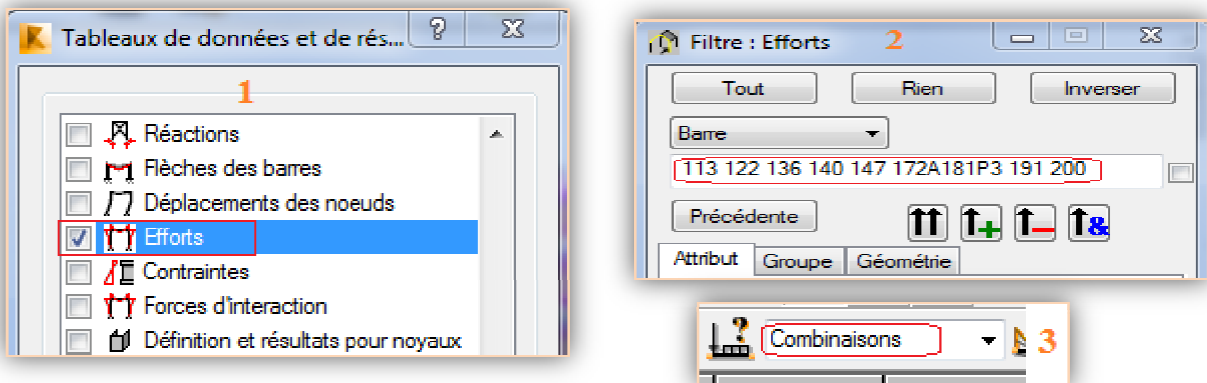 Tableaux de données et de rés...
1
Réactions
Flèches des barres
Déplacements des noeuds
Efforts
Contraintes
Forces d'interaction
Définition et résultats pour noyaux
Filtre : Efforts 2
Tout Rien Inverser
Barre
113 122 136 140 147 172A181P3 191 200
Précédente
&
Attribut Groupe Géométrie
Combinaisons 3